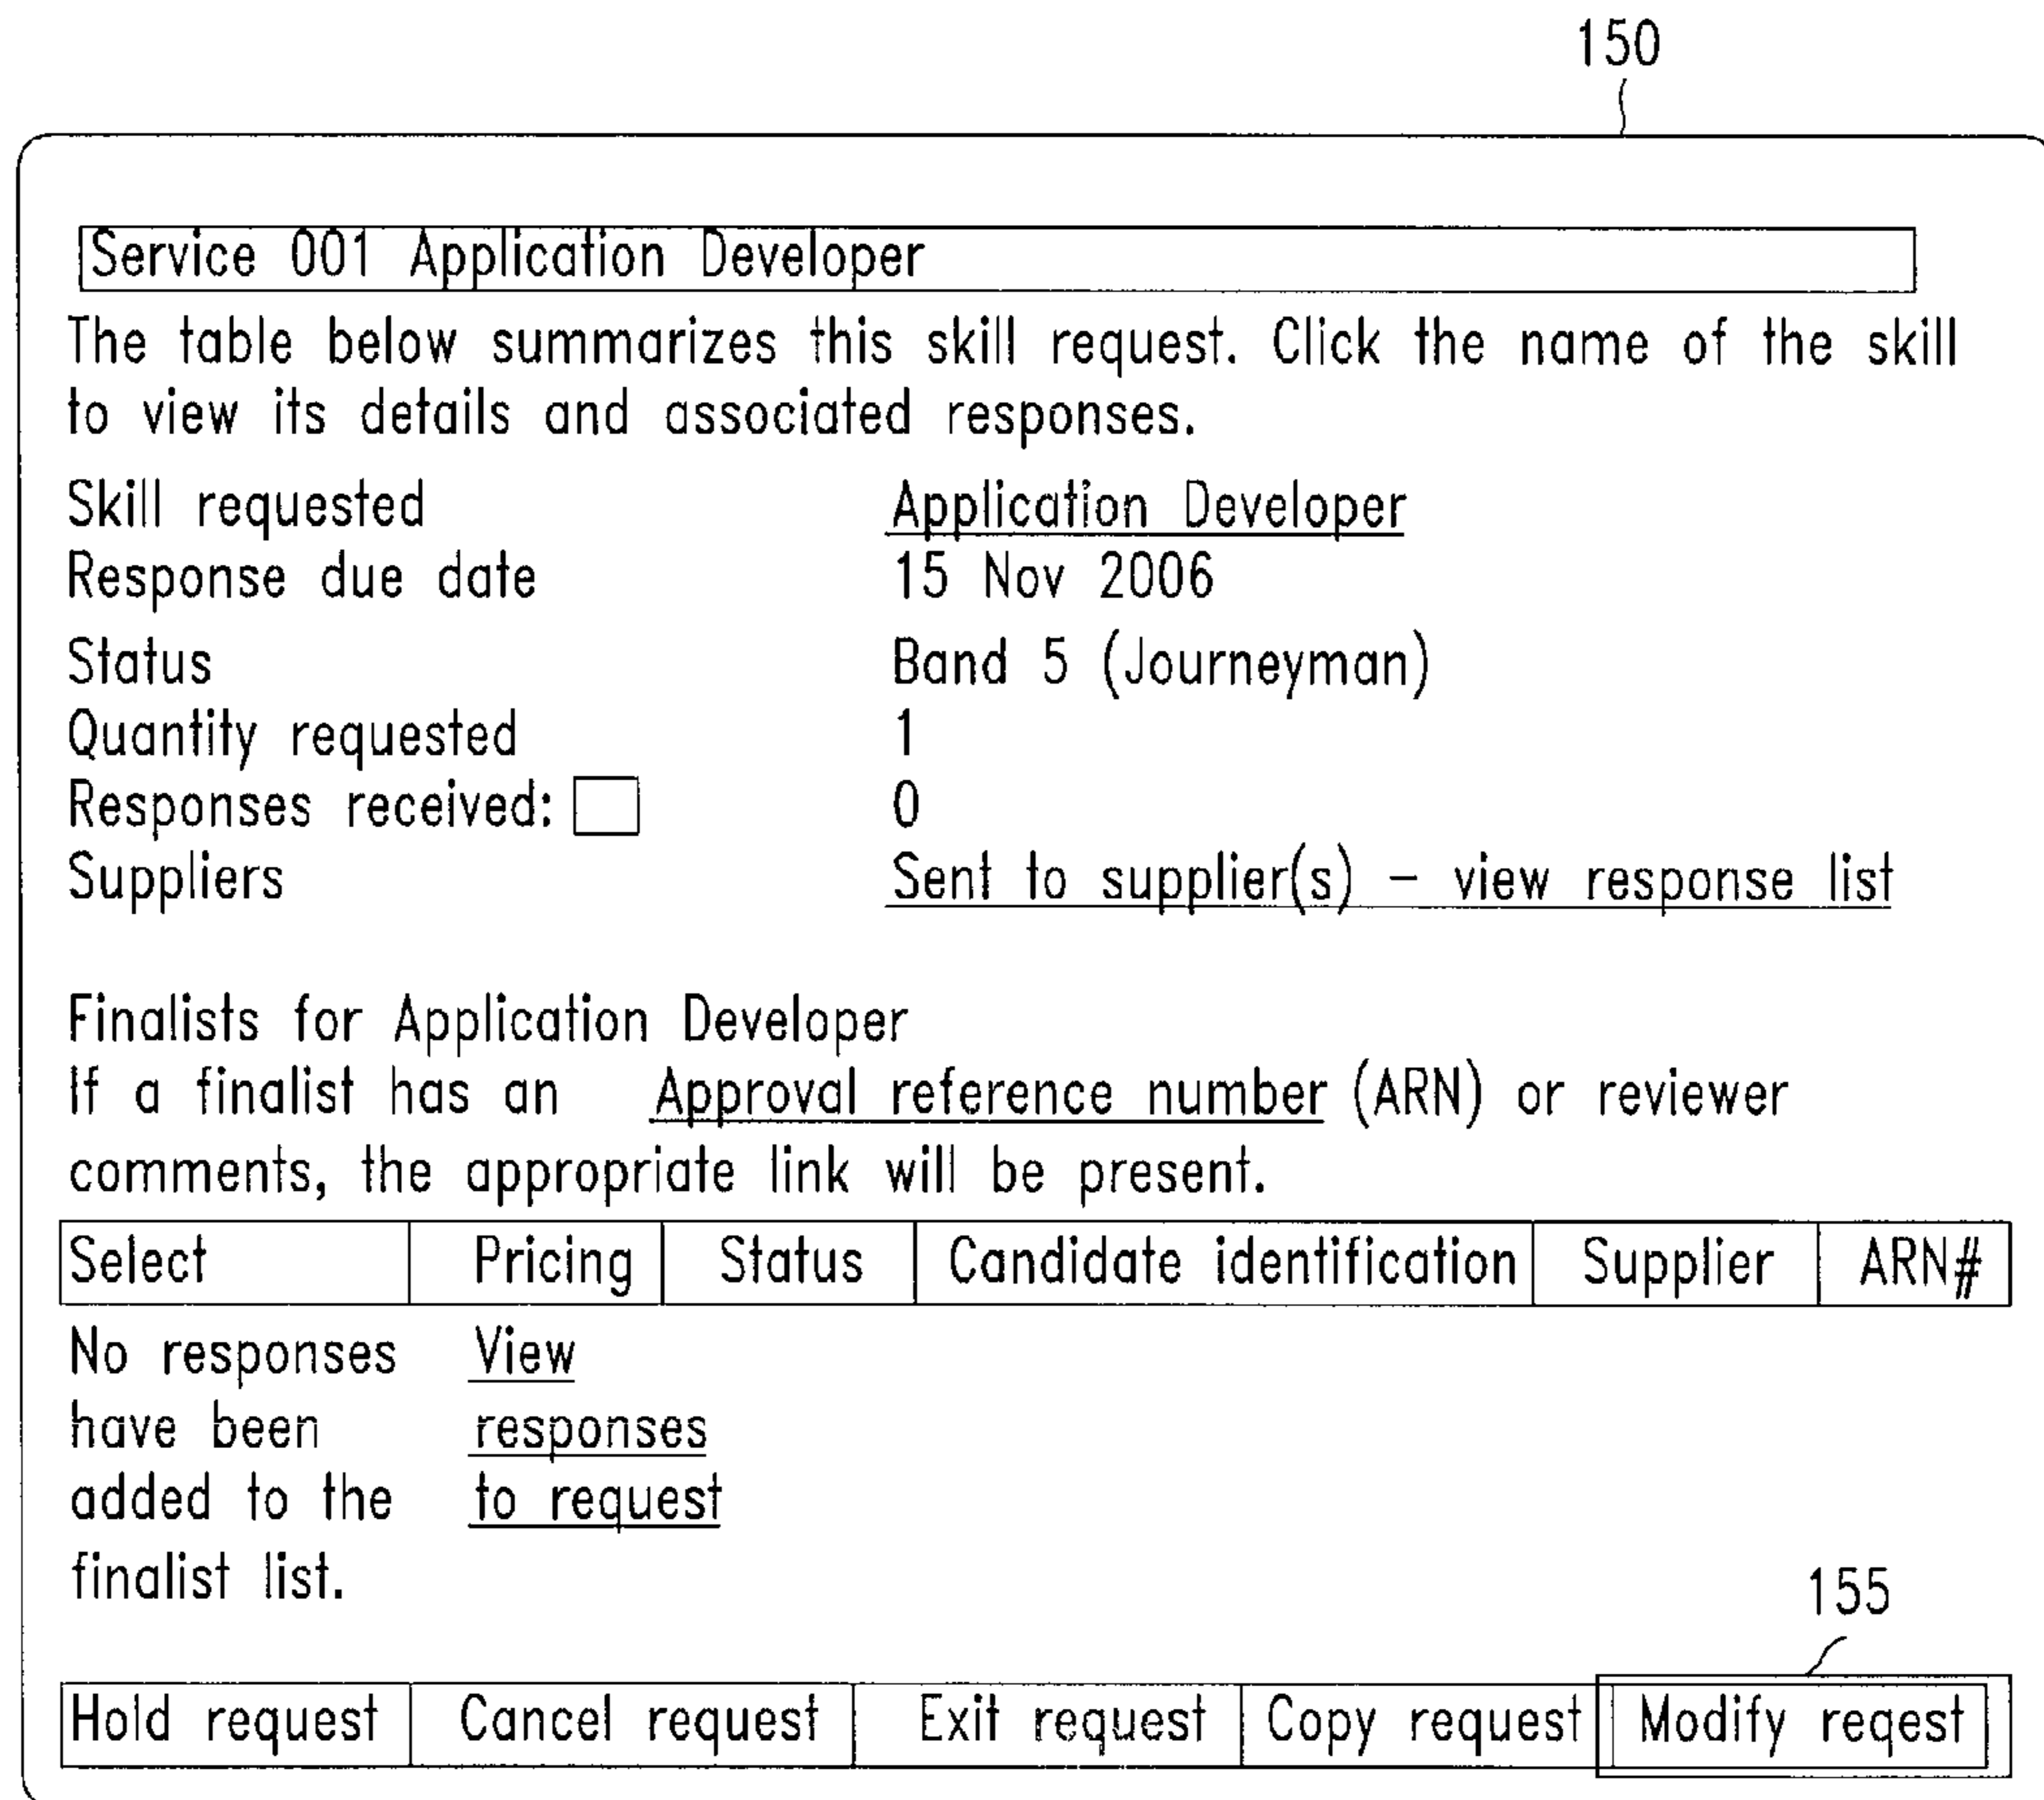 150
Service 001 Application Developer
The table below summarizes this skill request. Click the name of the skill
to view its details and associated responses.
Skill requested Application Developer
Response due date 15 Nov 2006
Status Band 5 (Journeyman)
Quantity requested 1
Responses received: 0
Suppliers Sent to supplier(s) – view response list
Finalists for Application Developer
If a finalist has an Approval reference number (ARN) or reviewer
comments, the appropriate link will be present.
Select Pricing Status Candidate identification Supplier ARN#
No responses View
have been responses
added to the to request
finalist list.
155
Hold request Cancel request Exit request Copy request Modify reqest